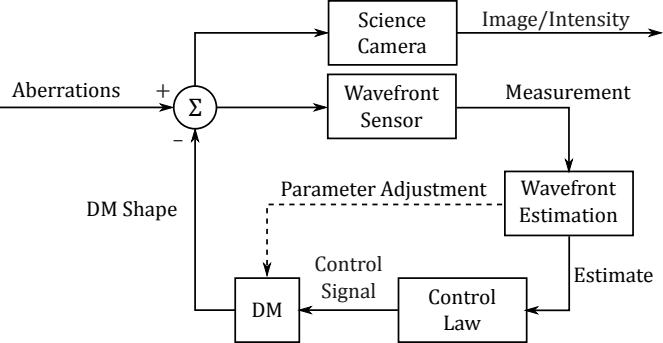 Science
Camera
Image/Intensity
Aberrations
+
Σ
−
Wavefront
Sensor
Measurement
Wavefront
Estimation
Parameter Adjustment
DM Shape
Estimate
Control
Signal
DM
Control
Law